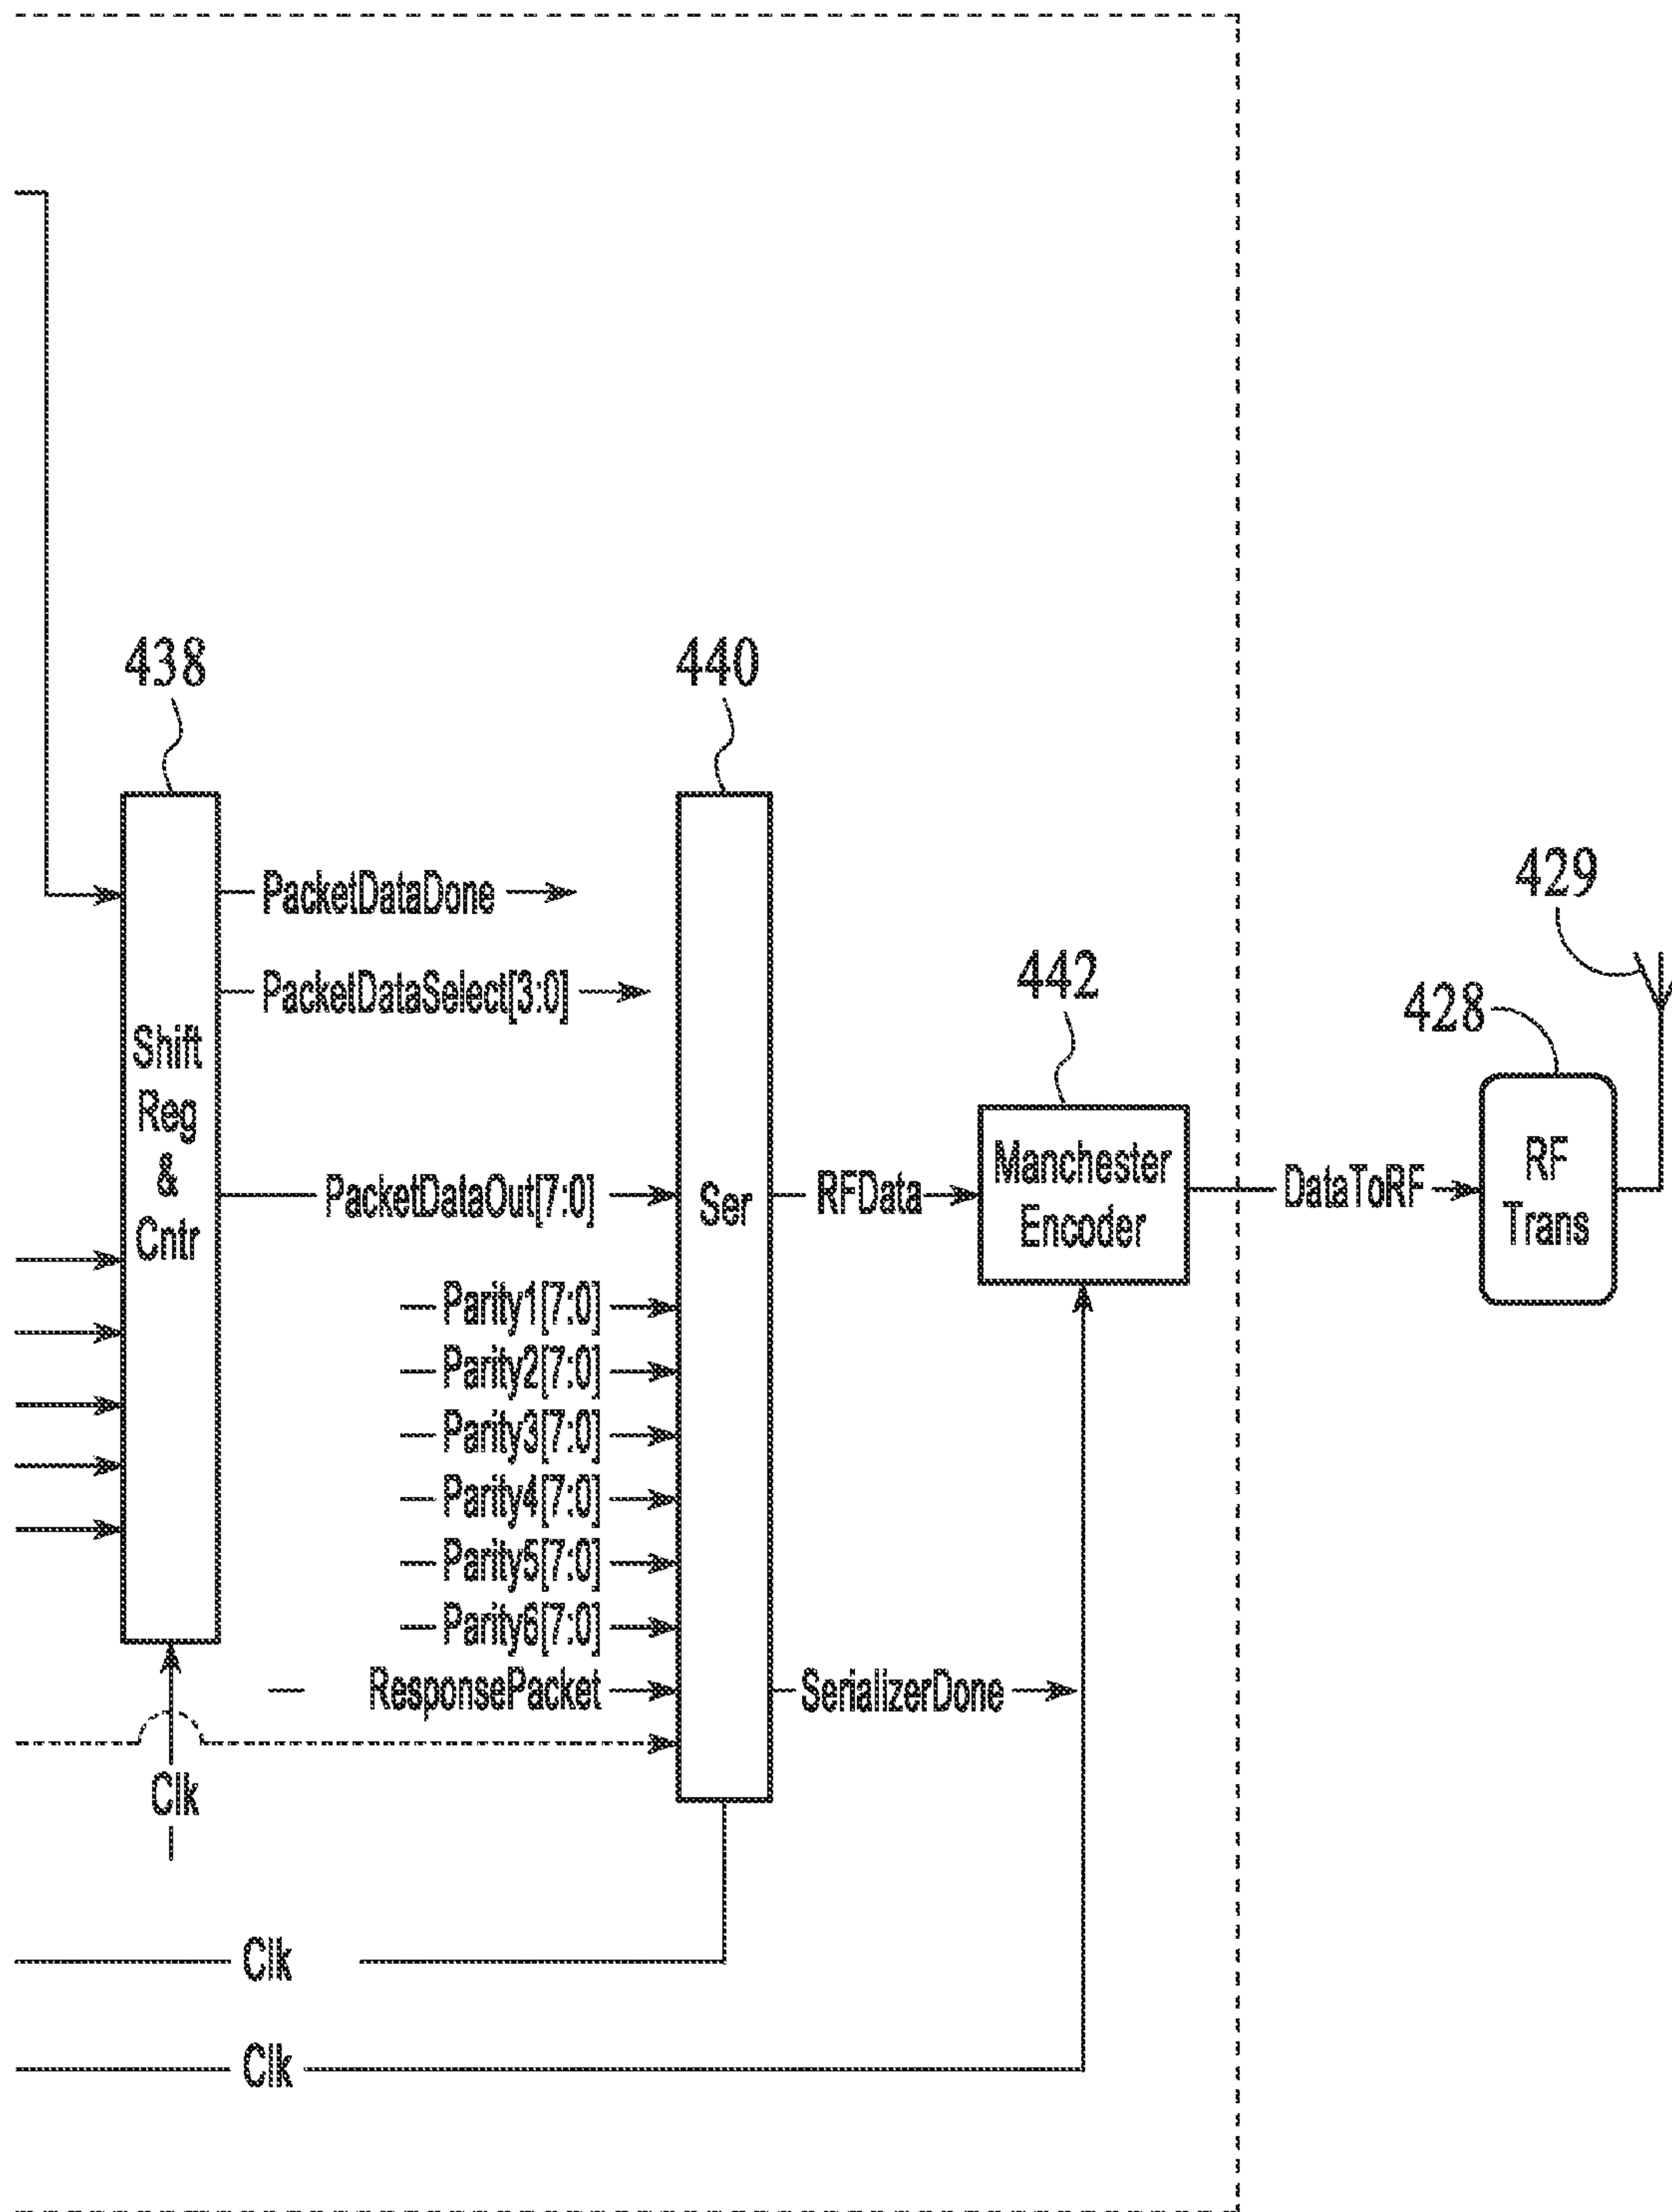 438
440
PacketDataDone
429
PacketDataSelect[3:0]
442
428
Shift
Reg
&
Cntr
PacketDataOut[7:0]
Ser
RFData
Manchester
Encoder
DataToRF
RF
Trans
Parity1[7:0]
Parity2[7:0]
Parity3[7:0]
Parity4[7:0]
Parity5[7:0]
Parity6[7:0]
ResponsePacket
SerializerDone
Clk
Clk
Clk